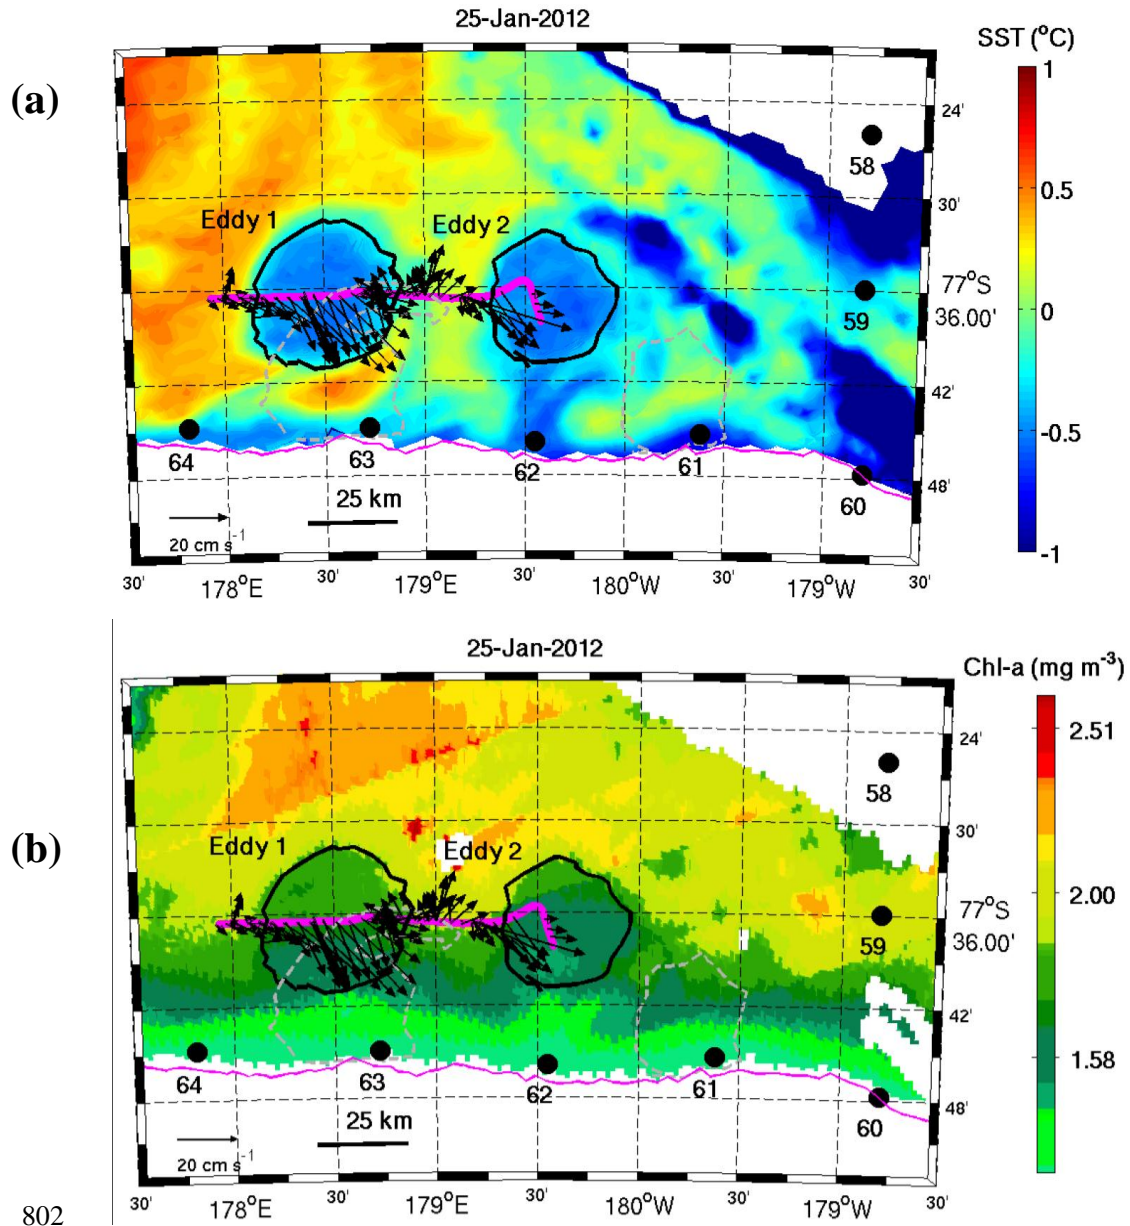 (a)
25-Jan-2012
SST (°C)
1
0.5
0
-0.5
-1
Eddy 1
Eddy 2
58
59
60
61
62
63
64
24'
30'
77°S
36.00'
42'
48'
25 km
20 cm s⁻¹
30'
178°E
30'
179°E
30'
180°W
30'
179°W
30'
(b)
25-Jan-2012
Chl-a (mg m⁻³)
2.51
2.00
1.58
Eddy 1
Eddy 2
58
59
60
61
62
63
64
24'
30'
77°S
36.00'
42'
48'
25 km
20 cm s⁻¹
30'
178°E
30'
179°E
30'
180°W
30'
179°W
30'
802